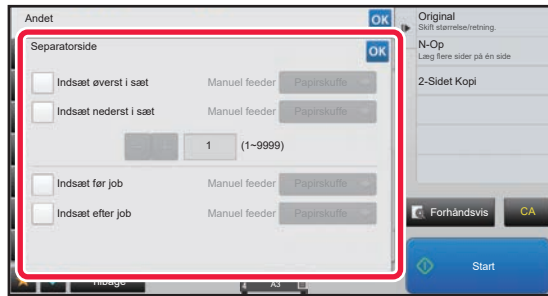 Andet OK
Separatorside OK
Indsæt øverst i sæt Manuel feeder Papirskuffe
Indsæt nederst i sæt Manuel feeder Papirskuffe
- + 1 (1~9999)
Indsæt før job Manuel feeder Papirskuffe
Indsæt efter job Manuel feeder Papirskuffe
Tilbage A3
Original
Skift størrelse/retning.
N-Op
Læg flere sider på én side
2-Sidet Kopi
Forhåndsvis CA
Start